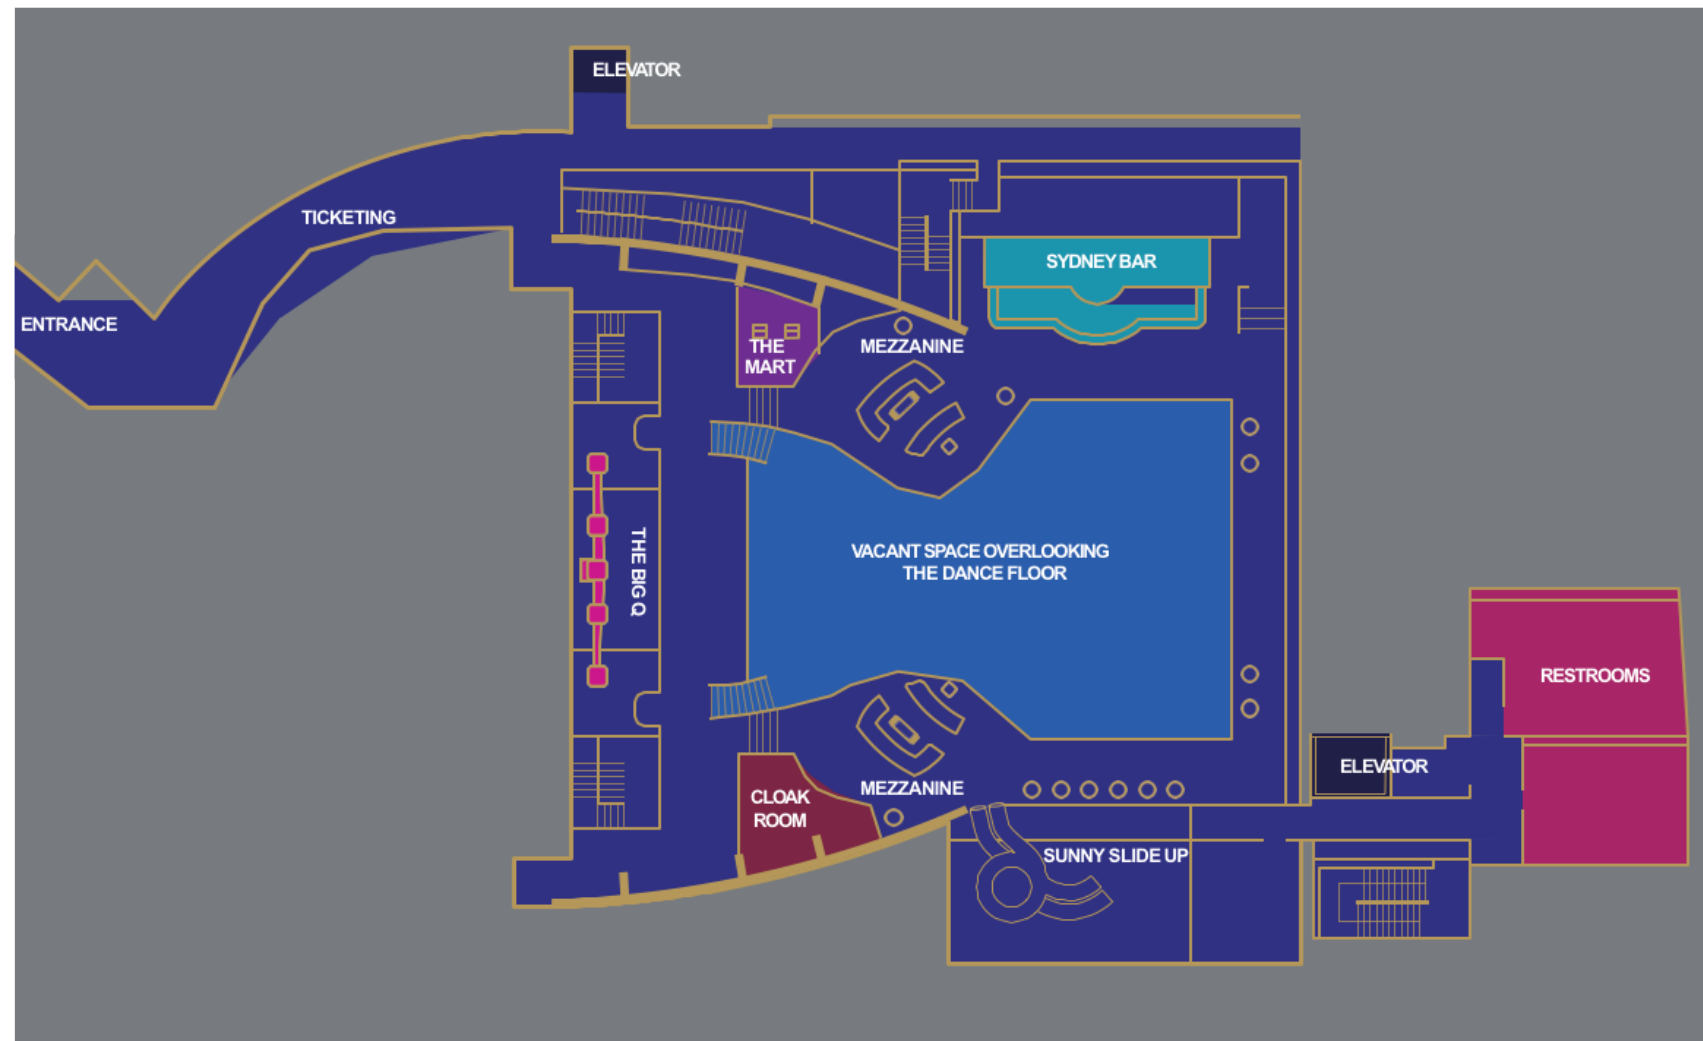 ELEVATOR
TICKETING
ENTRANCE
SYDNEY BAR
THE
MART
MEZZANINE
THE BIG Q
VACANT SPACE OVERLOOKING
THE DANCE FLOOR
RESTROOMS
ELEVATOR
MEZZANINE
CLOAK
ROOM
SUNNY SLIDE UP